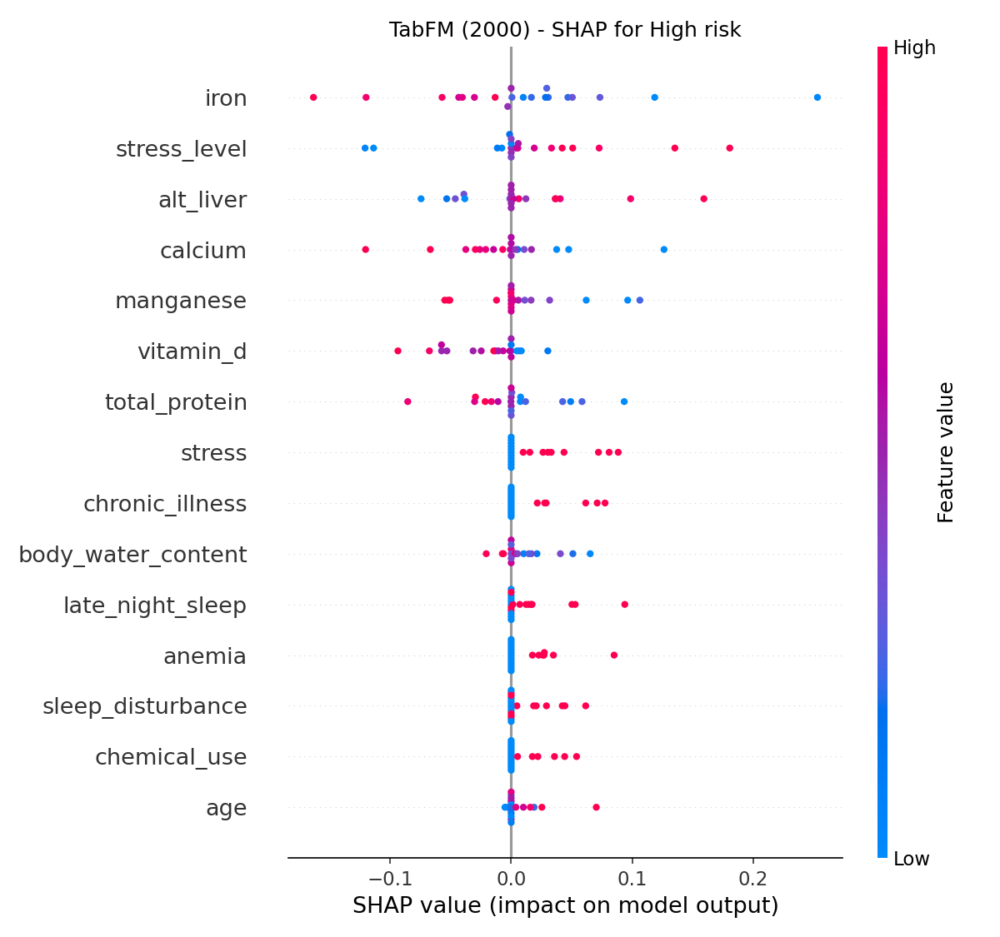 TabFM (2000) - SHAP for High risk
High
iron
stress_level
alt_liver
calcium
manganese
vitamin_d
total_protein
stress
chronic_illness
body_water_content
late_night_sleep
anemia
sleep_disturbance
chemical_use
age
Feature value
Low
−0.1 0.0 0.1 0.2
SHAP value (impact on model output)